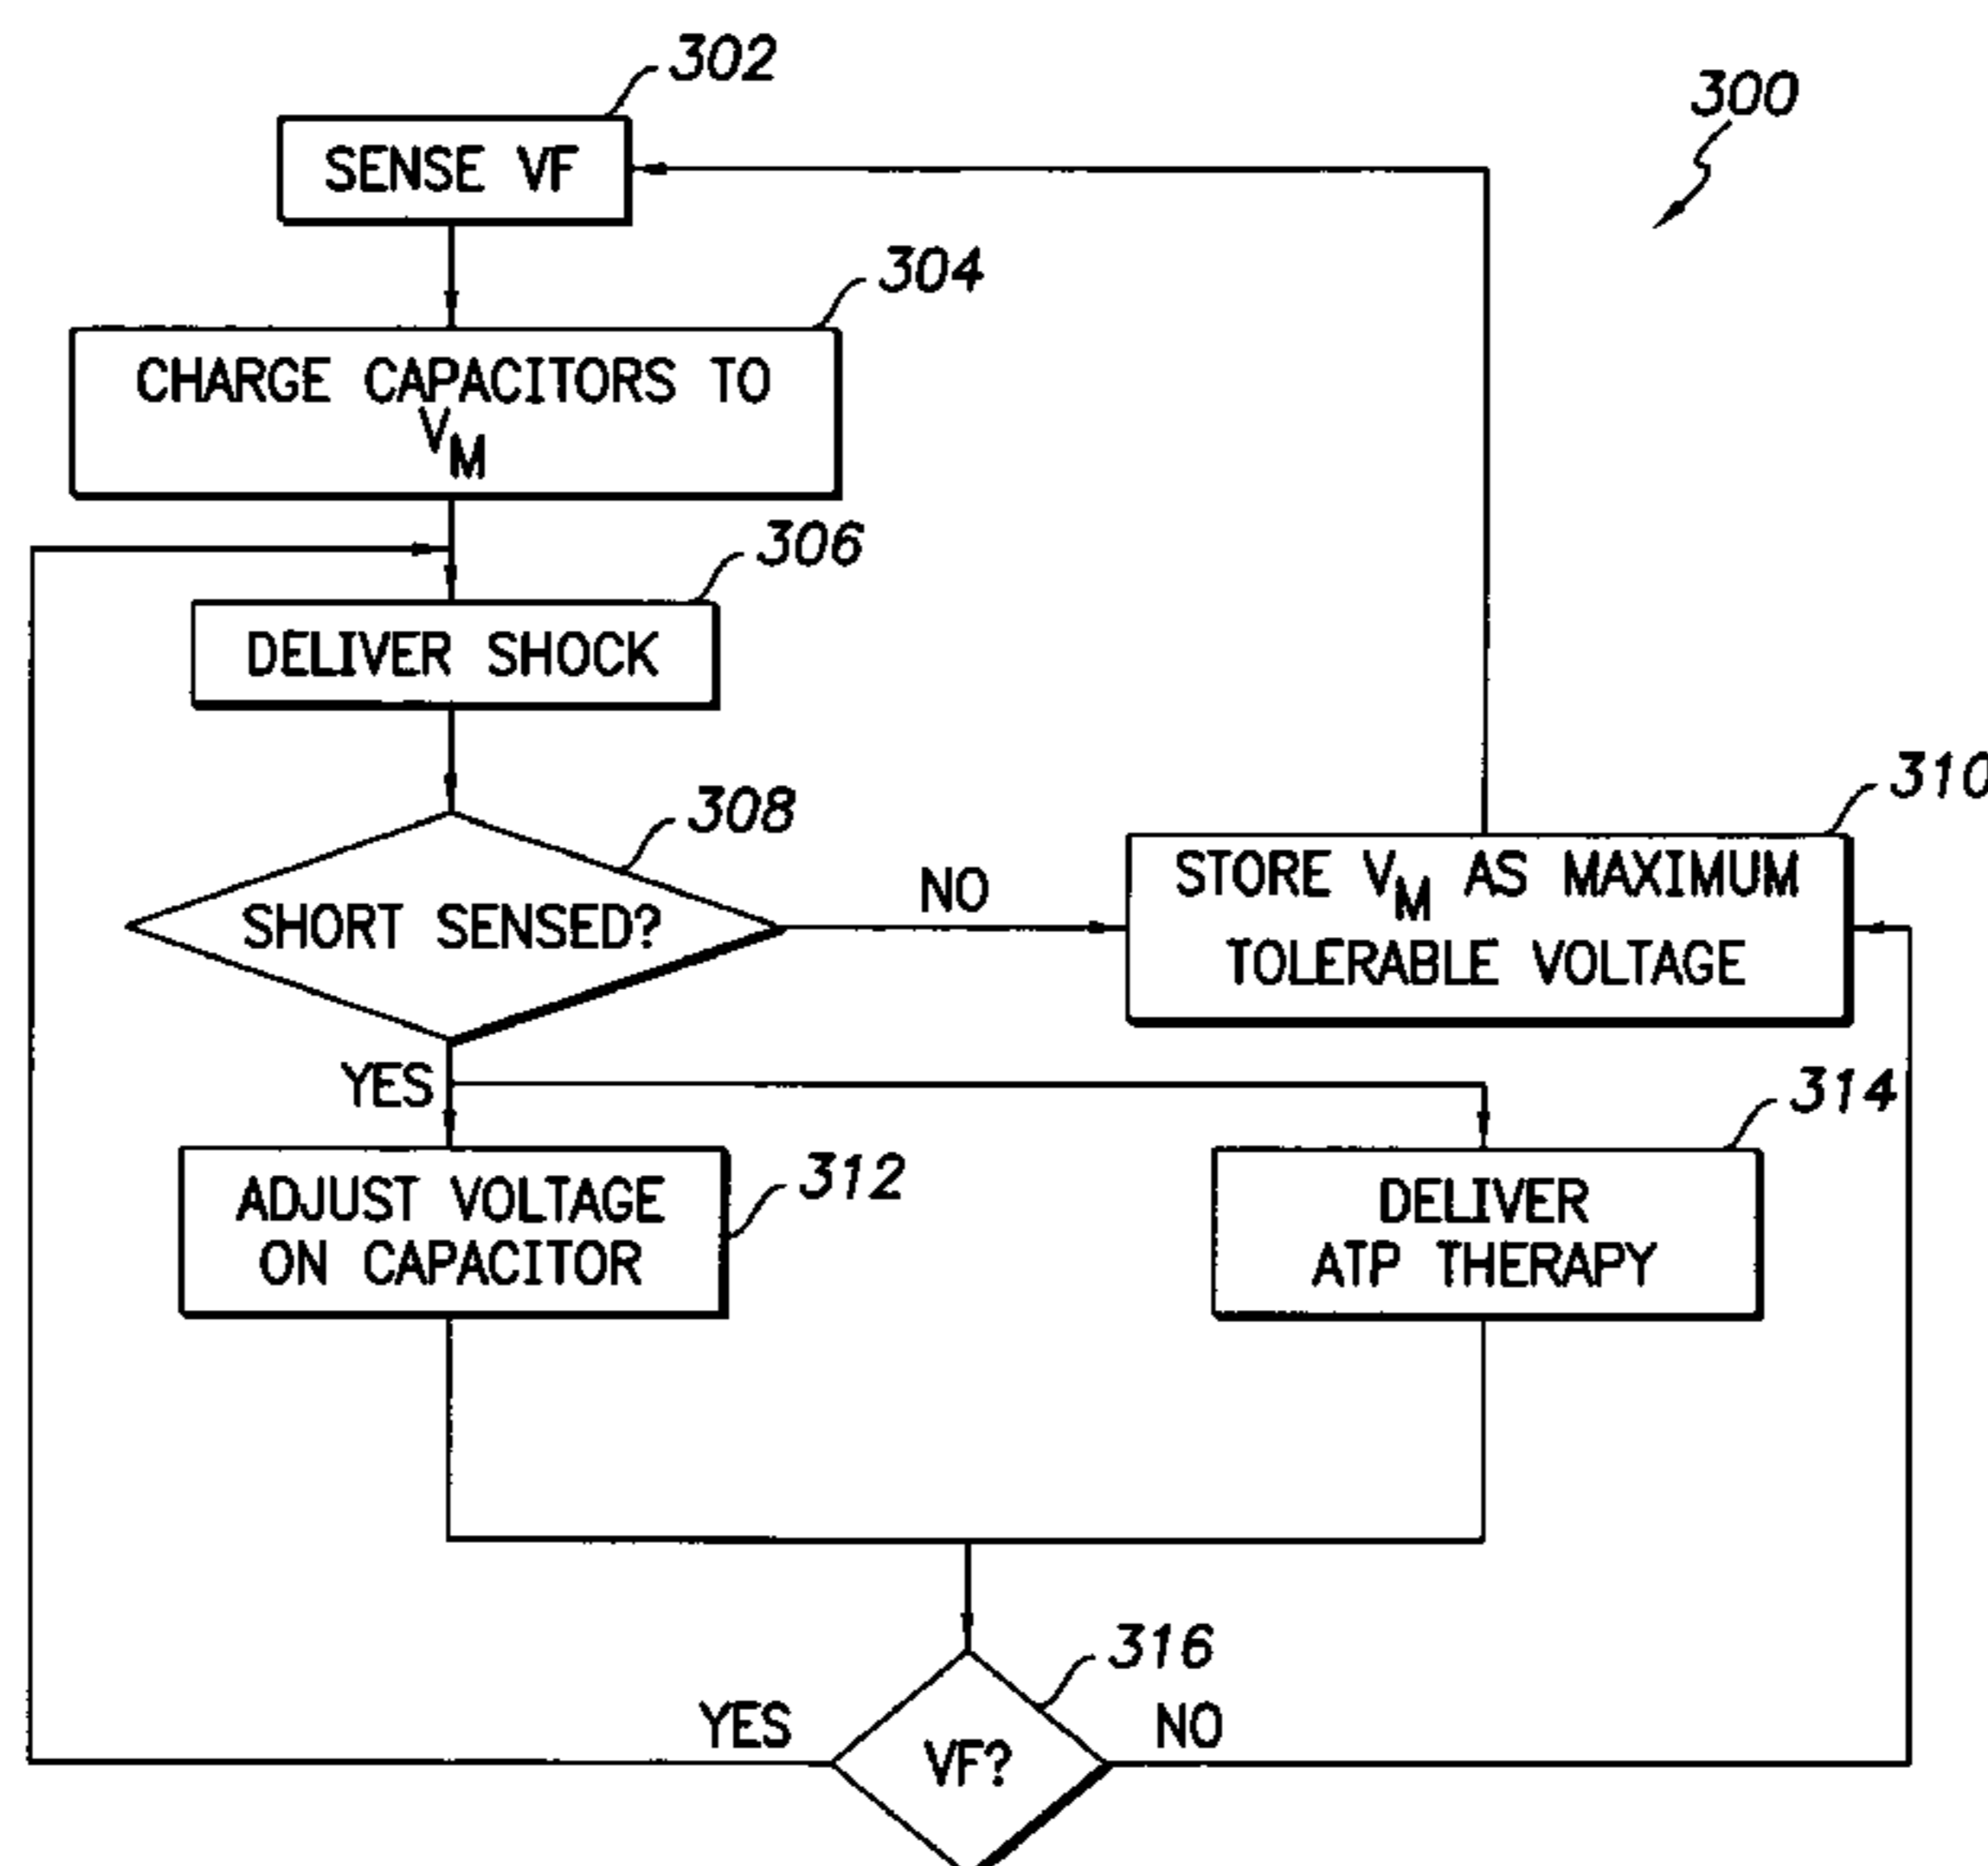 302
300
SENSE VF
304
CHARGE CAPACITORS TO
VM
306
DELIVER SHOCK
308
310
SHORT SENSED?
NO
STORE VM AS MAXIMUM
TOLERABLE VOLTAGE
YES
314
312
ADJUST VOLTAGE
ON CAPACITOR
DELIVER
ATP THERAPY
316
YES
NO
VF?